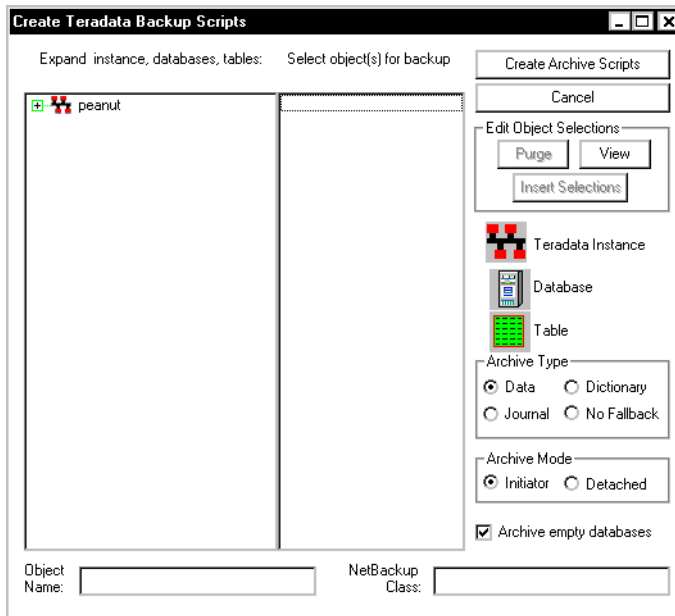 Create Teradata Backup Scripts
Expand instance, databases, tables:
Select object(s) for backup
Create Archive Scripts
Cancel
peanut
Edit Object Selections
Purge
View
Insert Selections
Teradata Instance
Database
Table
Archive Type
Data
Dictionary
Journal
No Fallback
Archive Mode
Initiator
Detached
Archive empty databases
Object
Name:
NetBackup
Class: